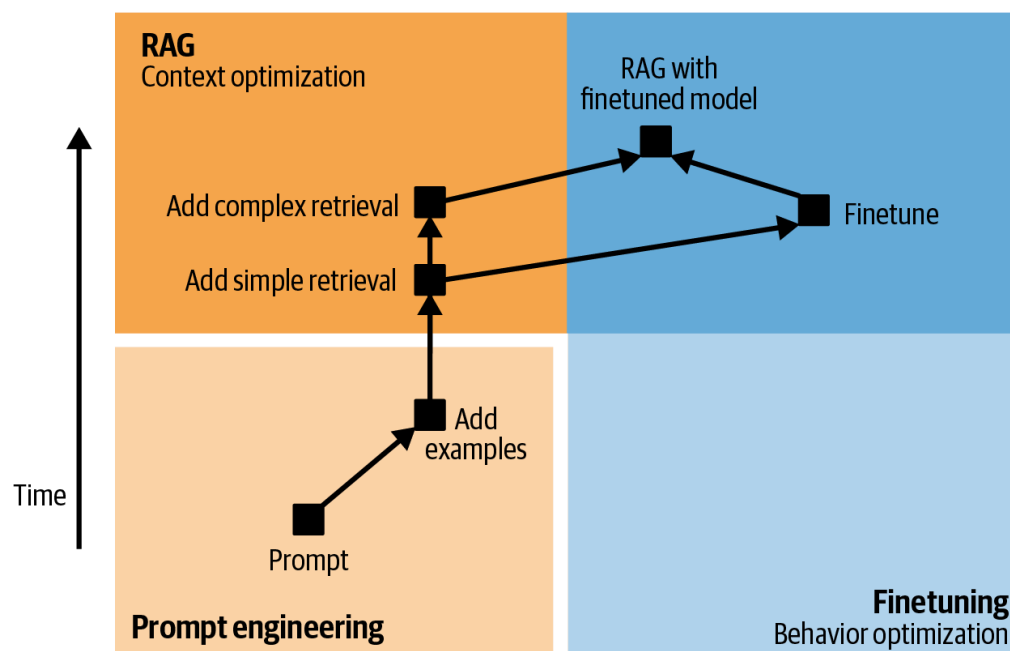 RAG
Context optimization
RAG with
finetuned model
Add complex retrieval
Finetune
Add simple retrieval
Add
examples
Time
Prompt
Prompt engineering
Finetuning
Behavior optimization